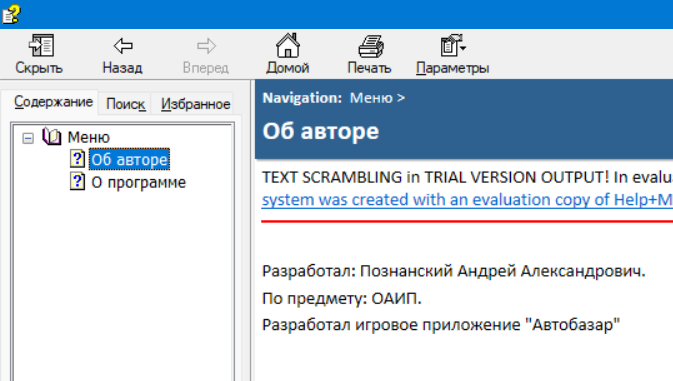 Скрыть Назад Вперед Домой Печать Параметры
Содержание Поиск Избранное
Navigation: Меню >
Меню
Об авторе
Об авторе
О программе
TEXT SCRAMBLING in TRIAL VERSION OUTPUT! In
system was created with an evaluation copy of
Разработал: Познанский Андрей Александрович.
По предмету: ОАИП.
Разработал игровое приложение "Автобазар"